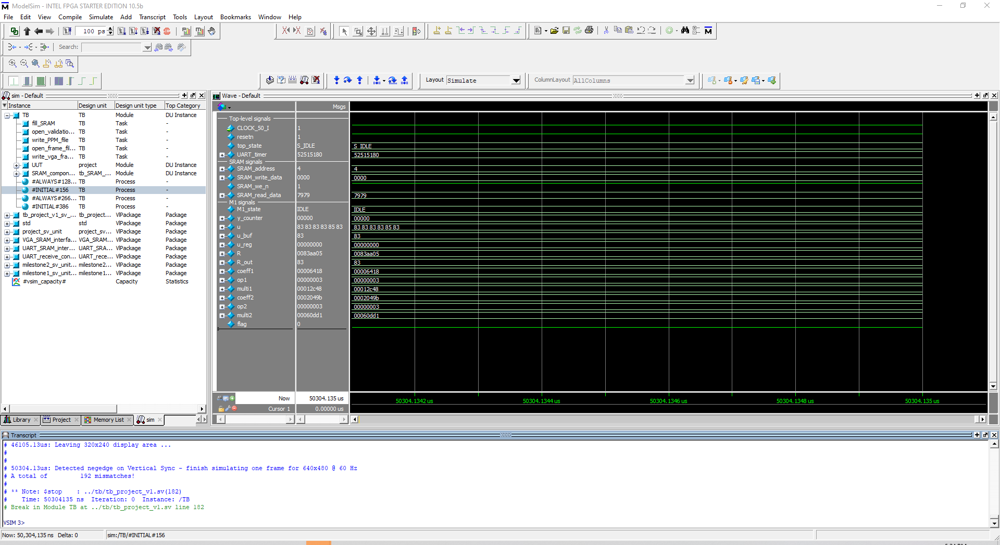 ModelSim - INTEL FPGA STARTER EDITION 10.5b
File Edit View Compile Simulate Add Transcript Tools Layout Bookmarks Window Help
100 ps
Search:
Layout Simulate
ColumnLayout AllColumns
sim - Default
Instance Design unit Design unit type Top Category
TB TB Module DU Instance
fill_SRAM TB Task -
open_validatio... TB Task -
write_PPM_file TB Task -
open_frame_fil... TB Task -
write_vga_fra... TB Task -
UUT project Module DU Instance
SRAM_compon... tb_SRAM_... Module DU Instance
#ALWAYS#128... TB Process -
#INITIAL#156 TB Process -
#ALWAYS#266... TB Process -
#INITIAL#386 TB Process -
tb_project_v1_sv_... tb_project... VlPackage Package
std std VlPackage Package
project_sv_unit project_sv... VlPackage Package
VGA_SRAM_interfa... VGA_SRAM... VlPackage Package
UART_SRAM_inter... UART_SRA... VlPackage Package
UART_receive_con... UART_rece... VlPackage Package
milestone2_sv_unit... milestone2... VlPackage Package
milestone1_sv_unit... milestone1... VlPackage Package
#vsim_capacity# Capacity Statistics
Library Project Memory List sim
Wave - Default
Msgs
Top-level signals
CLOCK_50_I 1
resetn 1
top_state S_IDLE S_IDLE
UART_timer 52515180 52515180
SRAM signals
SRAM_address 4 4
SRAM_write_data 0000 0000
SRAM_we_n 1
SRAM_read_data 7979 7979
M1 signals
M1_state IDLE IDLE
y_counter 00000 00000
u 83 83 83 83 85 83 83 83 83 83 85 83
u_buf 83 83
u_reg 00000000 00000000
R 0083aa05 0083aa05
R_out 83 83
coeff1 00006418 00006418
op1 00000003 00000003
multi1 00012c48 00012c48
coeff2 0002049b 0002049b
op2 00000003 00000003
multi2 00060dd1 00060dd1
flag 0
Now 50304.135 us 50304.1342 us 50304.1344 us 50304.1346 us 50304.1348 us 50304.135 us
Cursor 1 0.00000 us
Transcript
# 46105.13us: Leaving 320x240 display area ...
#
#
# 50304.13us: Detected negedge on Vertical Sync - finish simulating one frame for 640x480 @ 60 Hz
# A total of 192 mismatches!
#
# ** Note: $stop : ../tb/tb_project_v1.sv(182)
# Time: 50304135 ns Iteration: 0 Instance: /TB
# Break in Module TB at ../tb/tb_project_v1.sv line 182
VSIM 3>
Now: 50,304,135 ns Delta: 0 sim:/TB/#INITIAL#156